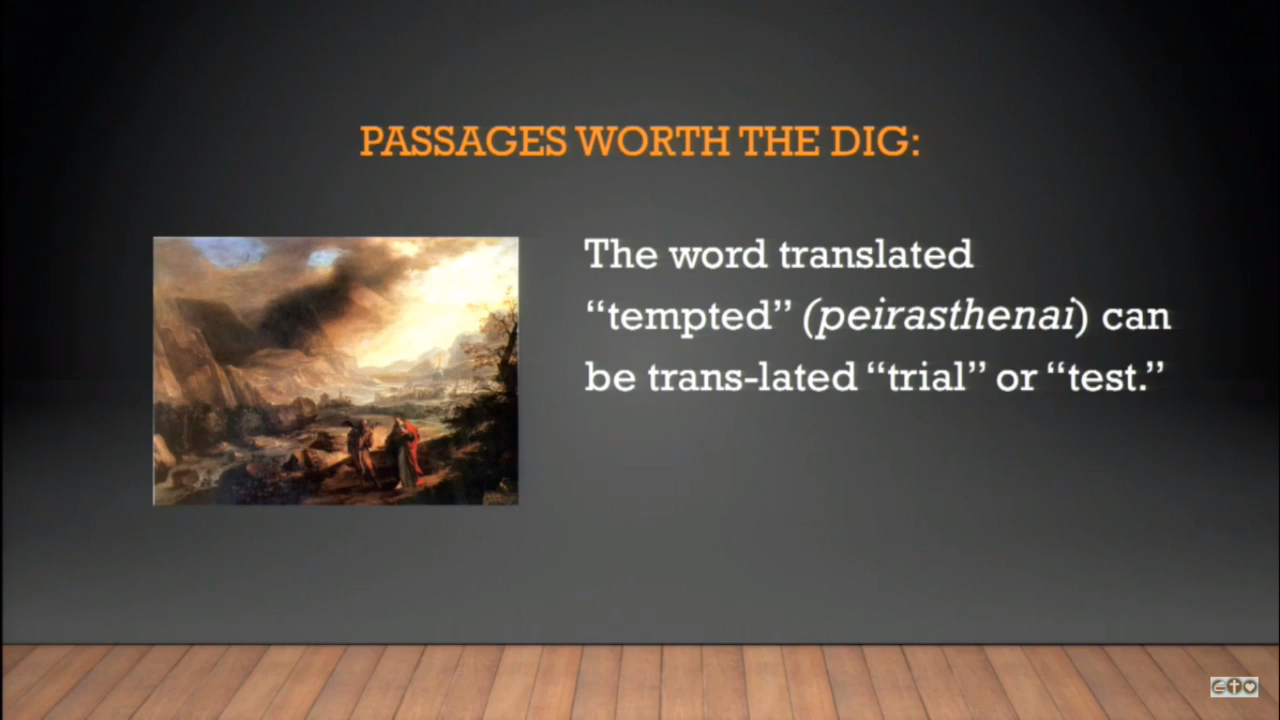 PASSAGES WORTH THE DIG:
The word translated
“tempted” (peirasthenai) can
be trans-lated “trial” or “test.”